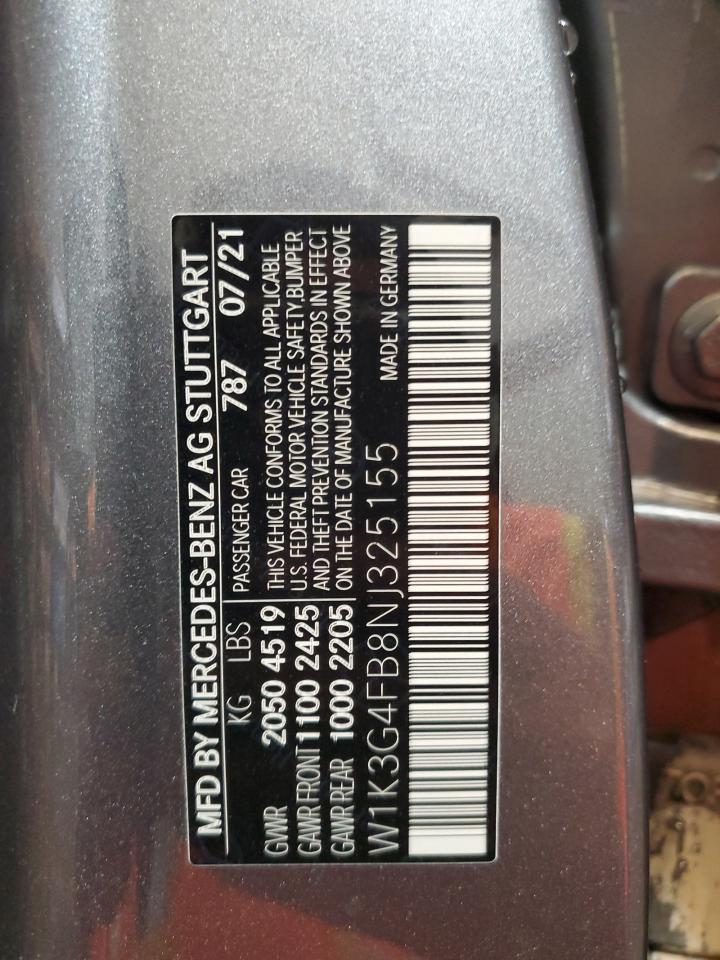 MFD BY MERCEDES-BENZ AG STUTTGART
KG LBS PASSENGER CAR 787 07/21
GVWR 2050 4519 THIS VEHICLE CONFORMS TO ALL APPLICABLE
GAWR FRONT 1100 2425 U.S. FEDERAL MOTOR VEHICLE SAFETY, BUMPER
GAWR REAR 1000 2205 AND THEFT PREVENTION STANDARDS IN EFFECT
ON THE DATE OF MANUFACTURE SHOWN ABOVE
W1K3G4FB8NJ325155 MADE IN GERMANY